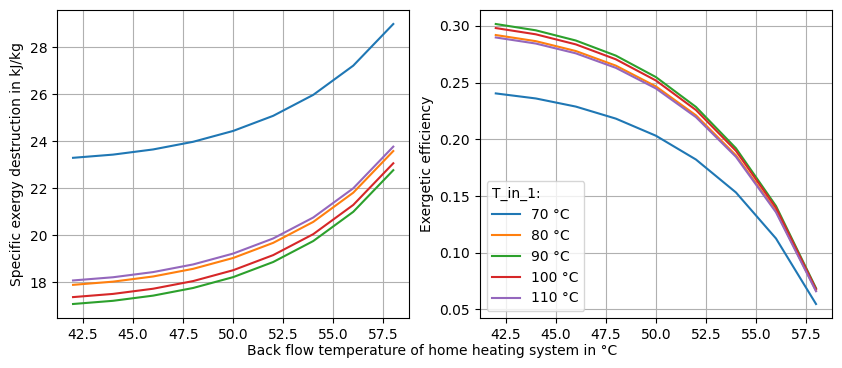 Specific exergy destruction in kJ/kg
28
26
24
22
20
18
42.5 45.0 47.5 50.0 52.5 55.0 57.5
Exergetic efficiency
0.30
0.25
0.20
0.15
0.10
0.05
T_in_1:
70 °C
80 °C
90 °C
100 °C
110 °C
42.5 45.0 47.5 50.0 52.5 55.0 57.5
Back flow temperature of home heating system in °C